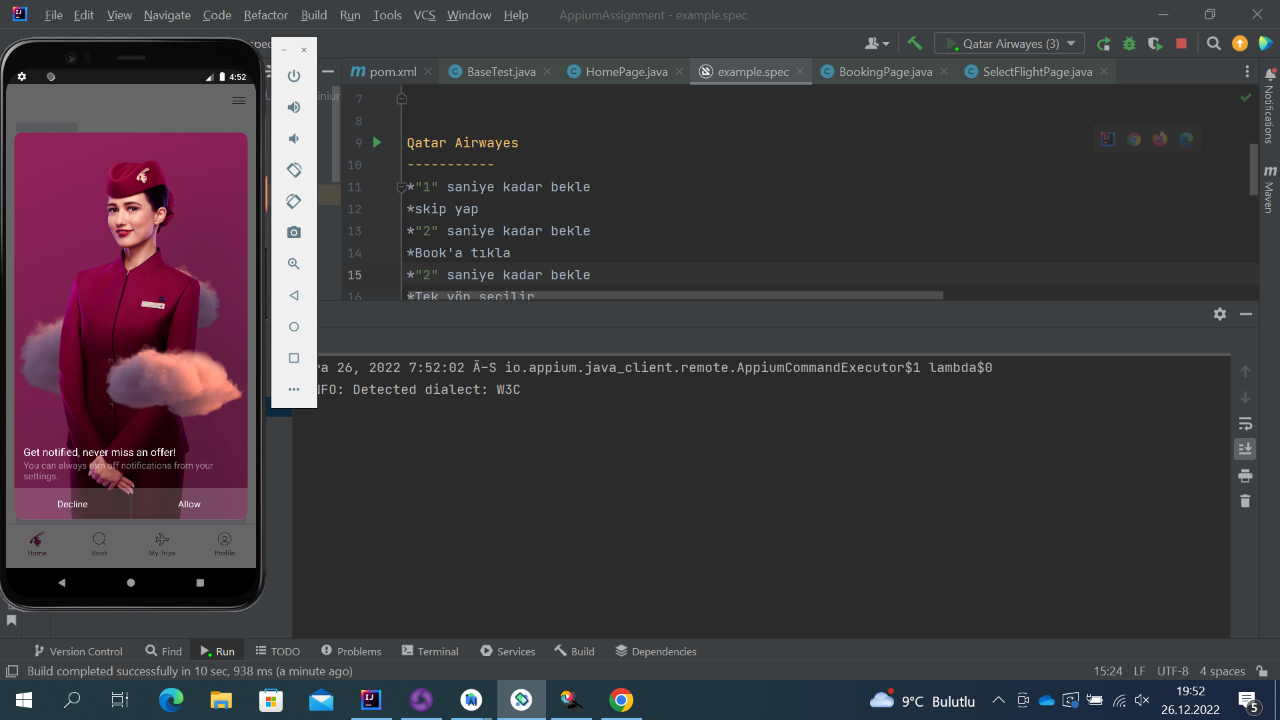 File Edit View Navigate Code Refactor Build Run Tools VCS Window Help AppiumAssignment - example.spec
Qatar Airwayes (3)
pom.xml BaseTest.java HomePage.java example.spec BookingPage.java SelectFlightPage.java
4:52
7
8
9 Qatar Airwayes
10 -----------
11 *"1" saniye kadar bekle
12 *skip yap
13 *"2" saniye kadar bekle
14 *Book'a tıkla
15 *"2" saniye kadar bekle
16 *Tek yön seçilir
Notifications
Maven
ra 26, 2022 7:52:02 Ã-S io.appium.java_client.remote.AppiumCommandExecutor$1 lambda$0
NFO: Detected dialect: W3C
Get notified, never miss an offer!
You can always turn off notifications from your
settings.
Decline Allow
Home Book My Trips Profile
Version Control Find Run TODO Problems Terminal Services Build Dependencies
Build completed successfully in 10 sec, 938 ms (a minute ago) 15:24 LF UTF-8 4 spaces
9°C Bulutlu
19:52
26.12.2022
5